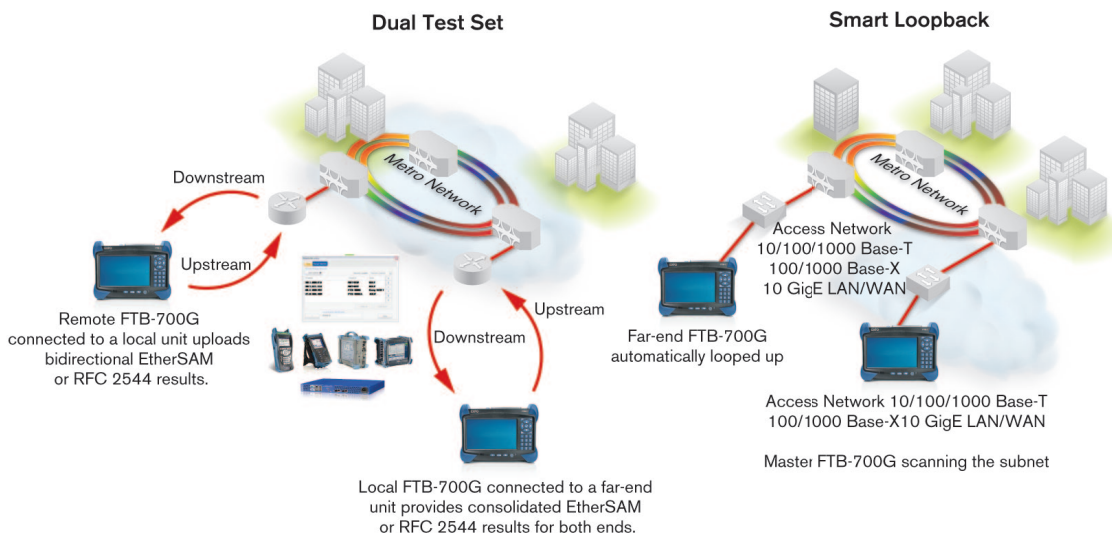 Dual Test Set
Metro Network
Downstream
Upstream
Remote FTB-700G
connected to a local unit uploads
bidirectional EtherSAM
or RFC 2544 results.
Downstream
Upstream
Local FTB-700G connected to a far-end
unit provides consolidated EtherSAM
or RFC 2544 results for both ends.
Smart Loopback
Metro Network
Access Network
10/100/1000 Base-T
100/1000 Base-X
10 GigE LAN/WAN
Far-end FTB-700G
automatically looped up
Access Network 10/100/1000 Base-T
100/1000 Base-X10 GigE LAN/WAN
Master FTB-700G scanning the subnet